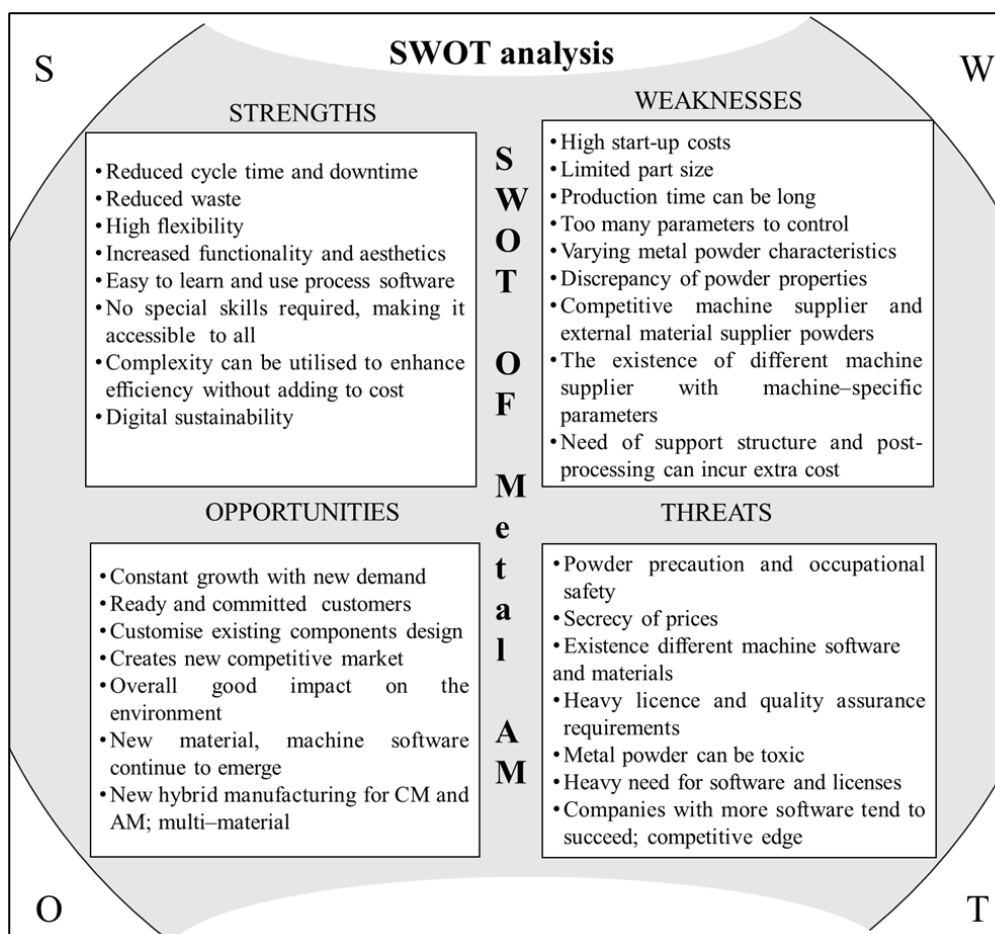 SWOT analysis
S
W
STRENGTHS
• Reduced cycle time and downtime
• Reduced waste
• High flexibility
• Increased functionality and aesthetics
• Easy to learn and use process software
• No special skills required, making it
accessible to all
• Complexity can be utilised to enhance
efficiency without adding to cost
• Digital sustainability
SWOT OF Metal AM
WEAKNESSES
• High start-up costs
• Limited part size
• Production time can be long
• Too many parameters to control
• Varying metal powder characteristics
• Discrepancy of powder properties
• Competitive machine supplier and
external material supplier powders
• The existence of different machine
supplier with machine–specific
parameters
• Need of support structure and post-
processing can incur extra cost
OPPORTUNITIES
• Constant growth with new demand
• Ready and committed customers
• Customise existing components design
• Creates new competitive market
• Overall good impact on the
environment
• New material, machine software
continue to emerge
• New hybrid manufacturing for CM and
AM; multi–material
THREATS
• Powder precaution and occupational
safety
• Secrecy of prices
• Existence different machine software
and materials
• Heavy licence and quality assurance
requirements
• Metal powder can be toxic
• Heavy need for software and licenses
• Companies with more software tend to
succeed; competitive edge
O
T